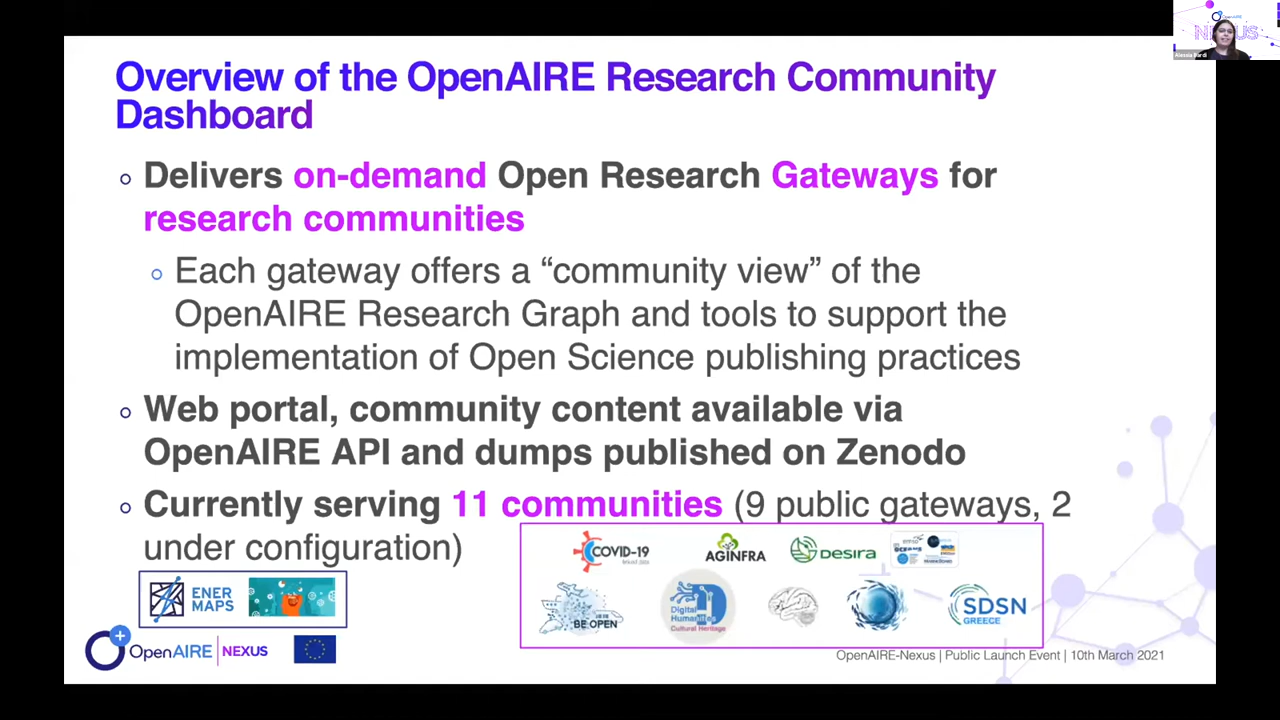 Overview of the OpenAIRE Research Community
Dashboard
Delivers on-demand Open Research Gateways for
research communities
Each gateway offers a “community view” of the
OpenAIRE Research Graph and tools to support the
implementation of Open Science publishing practices
Web portal, community content available via
OpenAIRE API and dumps published on Zenodo
Currently serving 11 communities (9 public gateways, 2
under configuration)
COVID-19
AGINFRA
DESIRA
ENER
MAPS
BE OPEN
Digital
Humanities
Cultural Heritage
SDSN
GREECE
OpenAIRE NEXUS
OpenAIRE-Nexus | Public Launch Event | 10th March 2021
OpenAIRE
NEXUS
Alessia Bardi